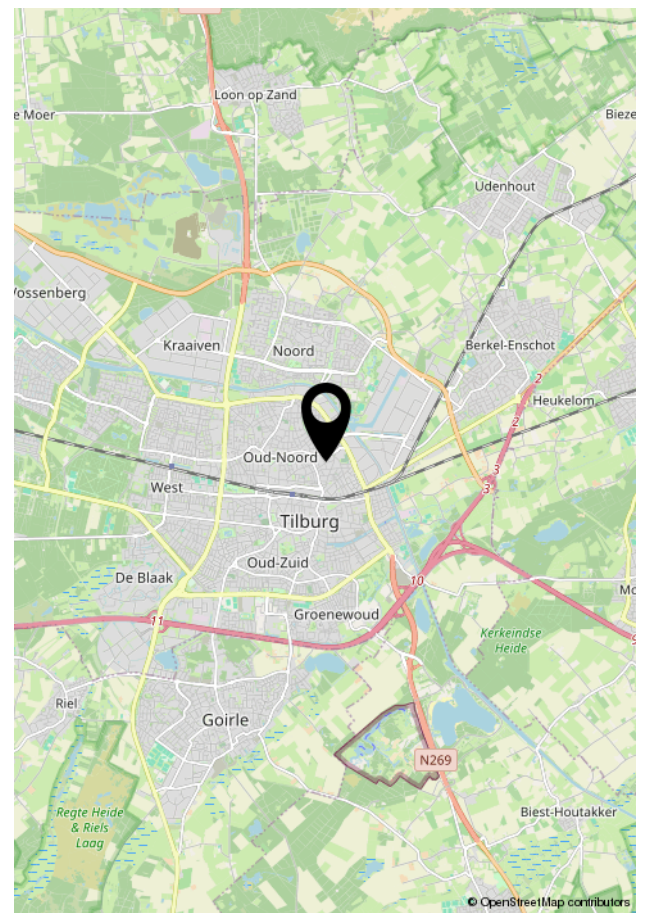 Loon op Zand
e Moer
Bieze
Udenhout
Vossenberg
Kraaiven
Noord
Berkel-Enschot
2
Heukelom
2
Oud-Noord
3
West
3
Tilburg
Oud-Zuid
De Blaak
10
Mo
Groenewoud
11
Kerkeindse
Heide
9
Riel
Goirle
N269
Regte Heide
& Riels
Laag
Biest-Houtakker
© OpenStreetMap contributors